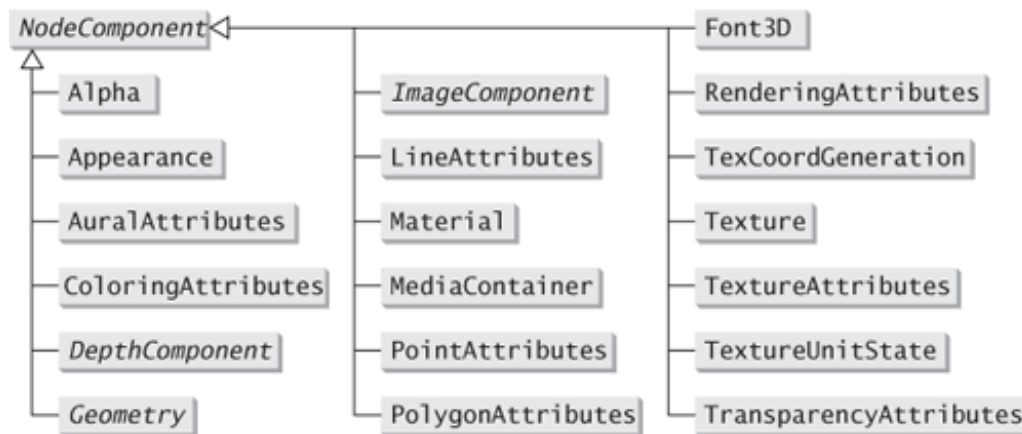 NodeComponent
Font3D
Alpha
ImageComponent
RenderingAttributes
Appearance
LineAttributes
TexCoordGeneration
AuralAttributes
Material
Texture
ColoringAttributes
MediaContainer
TextureAttributes
DepthComponent
PointAttributes
TextureUnitState
Geometry
PolygonAttributes
TransparencyAttributes